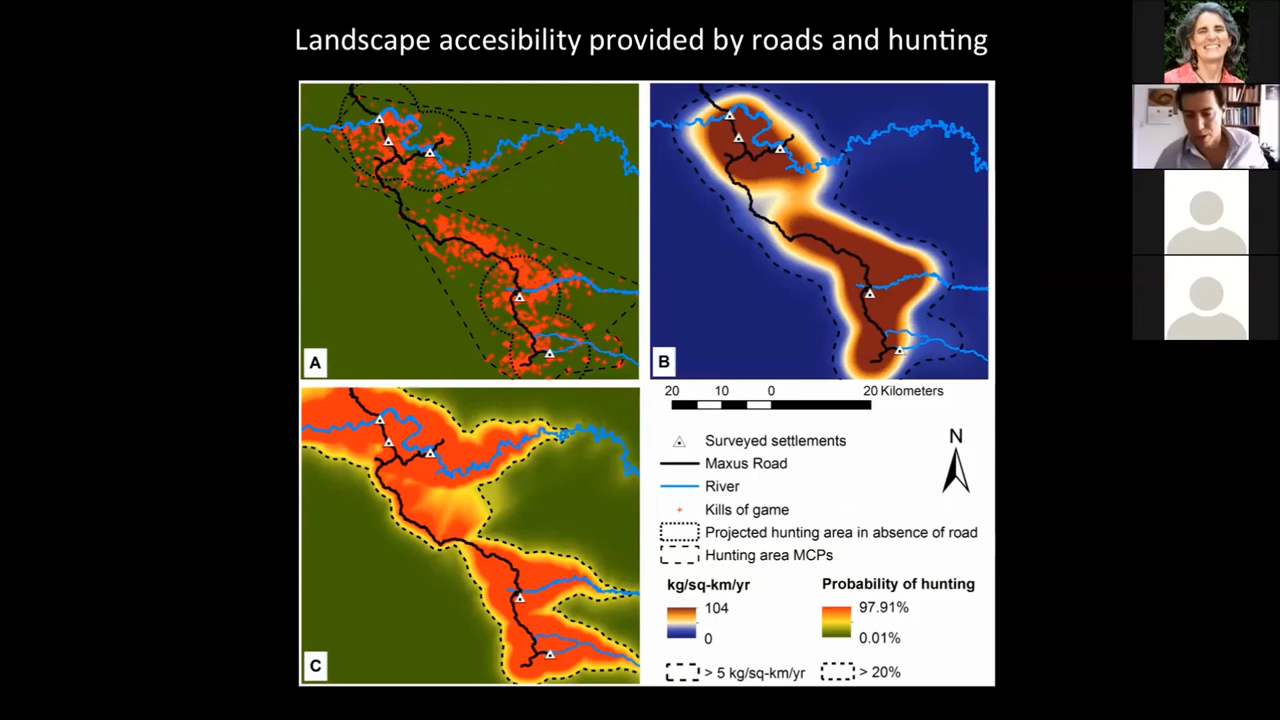 Landscape accesibility provided by roads and hunting
A
B
20 10 0 20 Kilometers
Surveyed settlements
N
Maxus Road
River
Kills of game
Projected hunting area in absence of road
Hunting area MCPs
kg/sq-km/yr
Probability of hunting
104
97.91%
0
0.01%
> 5 kg/sq-km/yr
> 20%
C